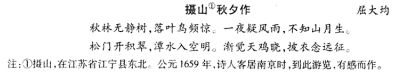 摄山①秋夕作 屈大均
秋林无静树,落叶鸟频惊。一夜疑风雨,不知山月生。
松门开积翠,潭水入空明。渐觉天鸡晓,披衣念远征。
注:①摄山,在江苏省江宁县东北。公元1659年,诗人客居南京时,到此游览,有感而作。